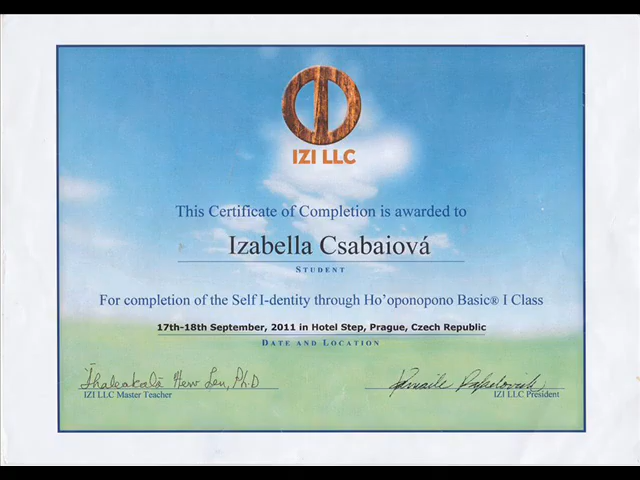 IZI LLC
This Certificate of Completion is awarded to
Izabella Csabaiová
STUDENT
For completion of the Self I-dentity through Ho'oponopono Basic® I Class
17th-18th September, 2011 in Hotel Step, Prague, Czech Republic
DATE AND LOCATION
Ihaleakalā Hew Len, Ph.D
IZI LLC Master Teacher
IZI LLC President